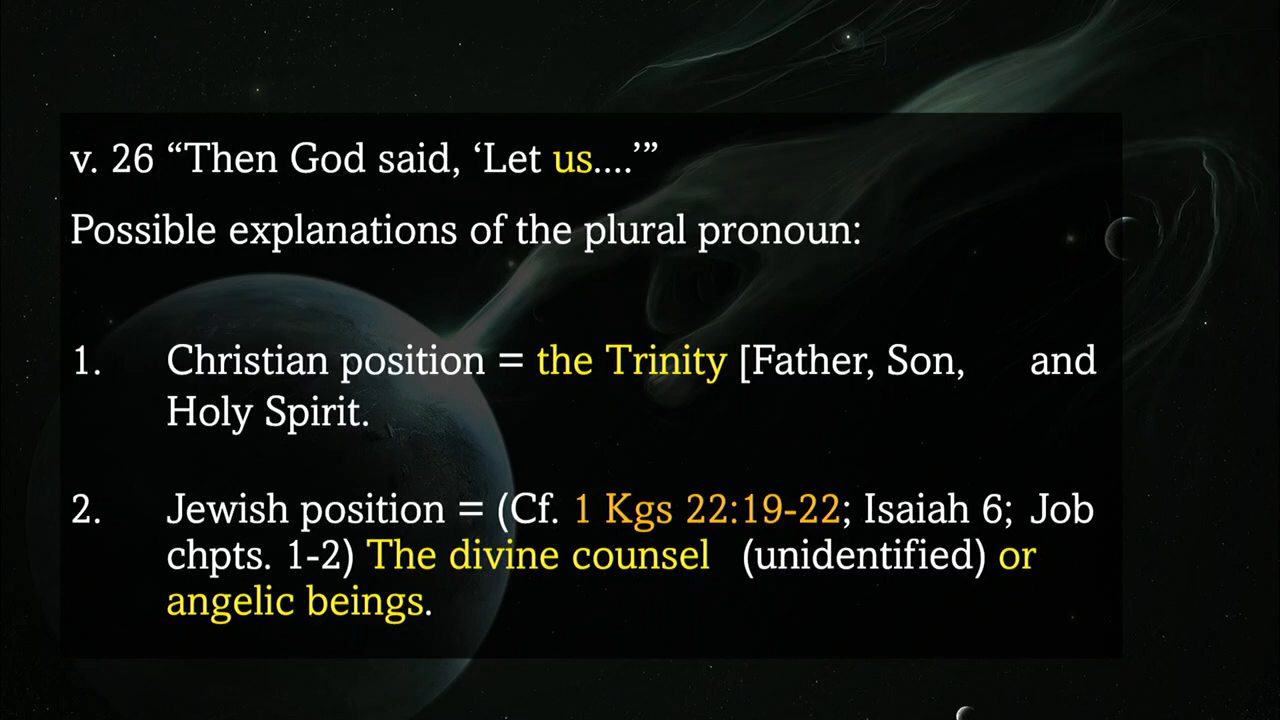 v. 26 “Then God said, ‘Let us....’”
Possible explanations of the plural pronoun:
1. Christian position = the Trinity [Father, Son, and
Holy Spirit.
2. Jewish position = (Cf. 1 Kgs 22:19-22; Isaiah 6; Job
chpts. 1-2) The divine counsel (unidentified) or
angelic beings.